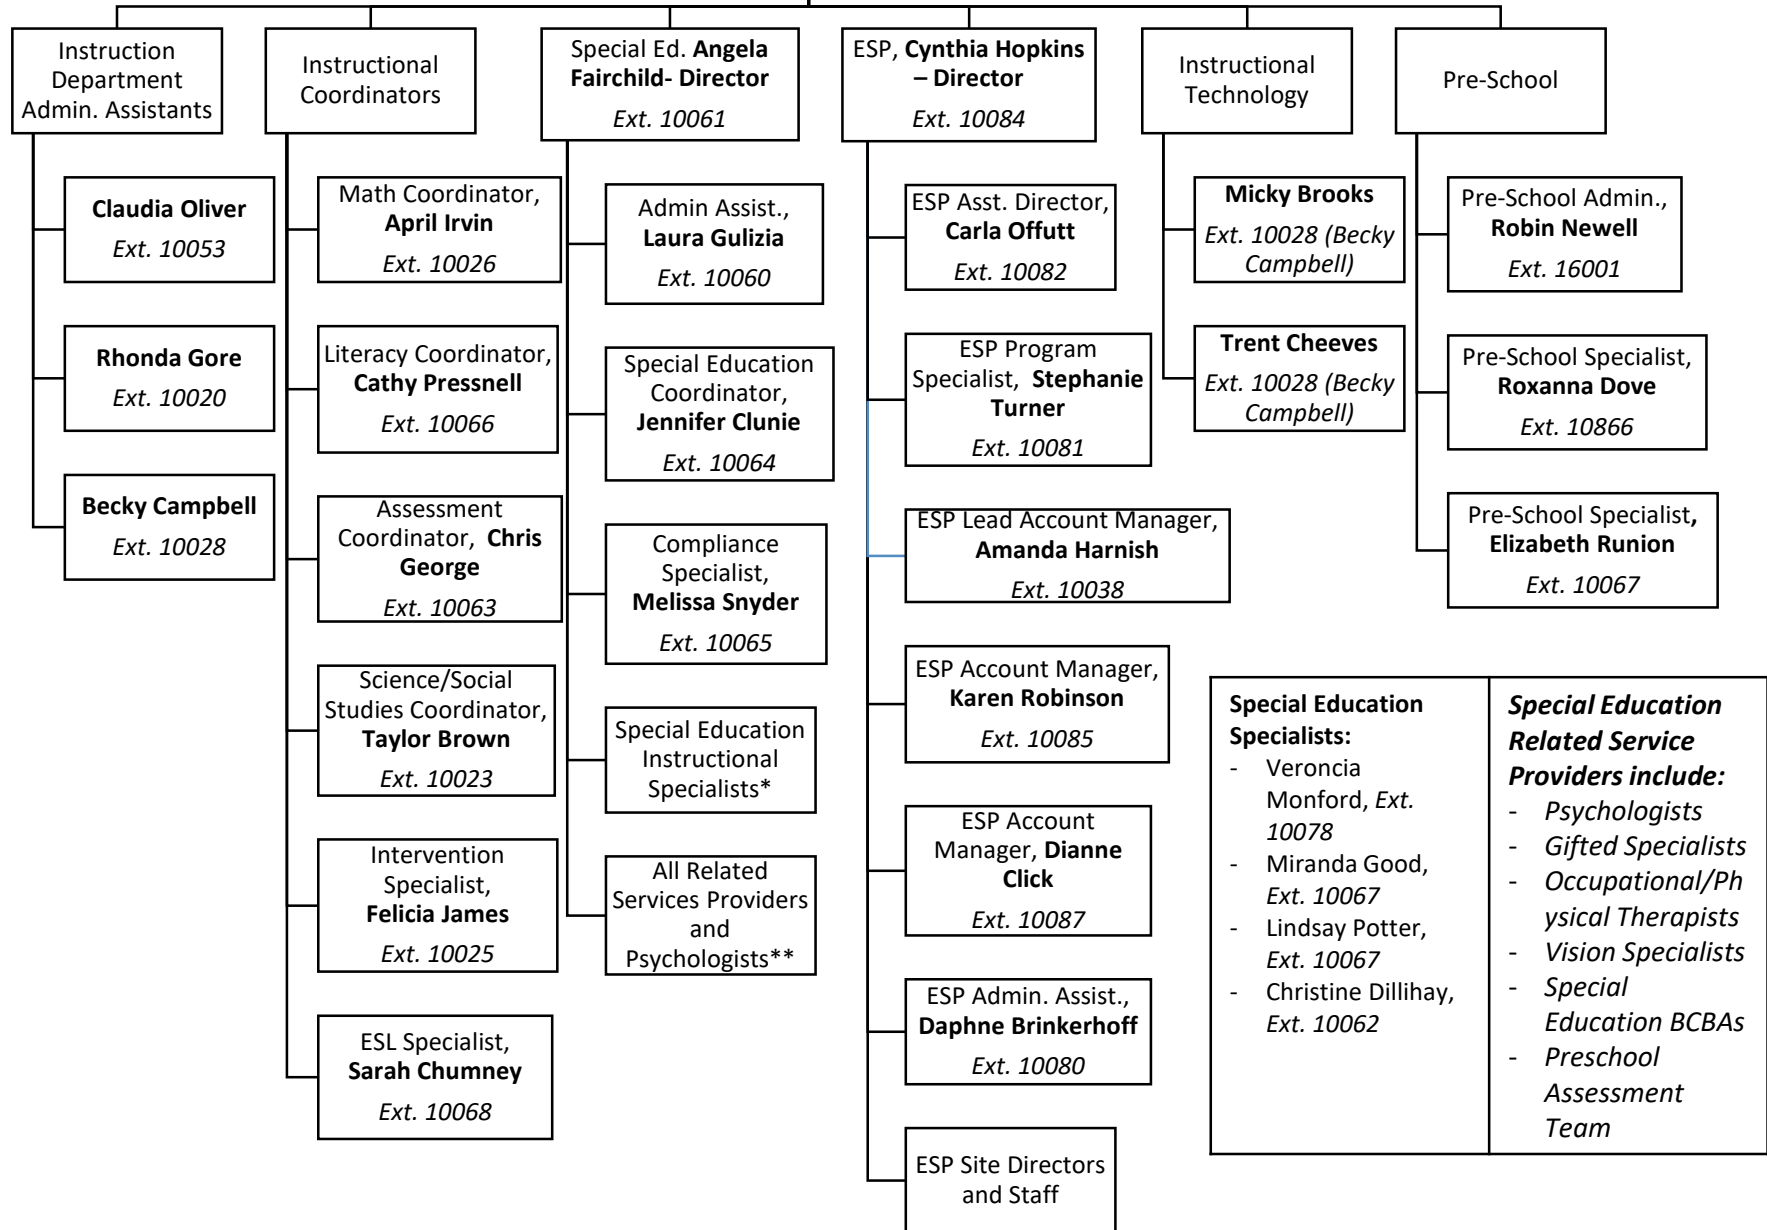 Instruction
Department
Admin. Assistants
Claudia Oliver
Ext. 10053
Rhonda Gore
Ext. 10020
Becky Campbell
Ext. 10028
Instructional
Coordinators
Math Coordinator,
April Irvin
Ext. 10026
Literacy Coordinator,
Cathy Pressnell
Ext. 10066
Assessment
Coordinator, Chris
George
Ext. 10063
Science/Social
Studies Coordinator,
Taylor Brown
Ext. 10023
Intervention
Specialist,
Felicia James
Ext. 10025
ESL Specialist,
Sarah Chumney
Ext. 10068
Special Ed. Angela
Fairchild- Director
Ext. 10061
Admin Assist.,
Laura Gulizia
Ext. 10060
Special Education
Coordinator,
Jennifer Clunie
Ext. 10064
Compliance
Specialist,
Melissa Snyder
Ext. 10065
Special Education
Instructional
Specialists*
All Related
Services Providers
and
Psychologists**
ESP, Cynthia Hopkins
– Director
Ext. 10084
ESP Asst. Director,
Carla Offutt
Ext. 10082
ESP Program
Specialist, Stephanie
Turner
Ext. 10081
ESP Lead Account Manager,
Amanda Harnish
Ext. 10038
ESP Account Manager,
Karen Robinson
Ext. 10085
ESP Account
Manager, Dianne
Click
Ext. 10087
ESP Admin. Assist.,
Daphne Brinkerhoff
Ext. 10080
ESP Site Directors
and Staff
Instructional
Technology
Micky Brooks
Ext. 10028 (Becky
Campbell)
Trent Cheeves
Ext. 10028 (Becky
Campbell)
Pre-School
Pre-School Admin.,
Robin Newell
Ext. 16001
Pre-School Specialist,
Roxanna Dove
Ext. 10866
Pre-School Specialist,
Elizabeth Runion
Ext. 10067
Special Education
Specialists:
- Veroncia
Monford, Ext.
10078
- Miranda Good,
Ext. 10067
- Lindsay Potter,
Ext. 10067
- Christine Dillihay,
Ext. 10062
Special Education
Related Service
Providers include:
- Psychologists
- Gifted Specialists
- Occupational/Ph
ysical Therapists
- Vision Specialists
- Special
Education BCBAs
- Preschool
Assessment
Team